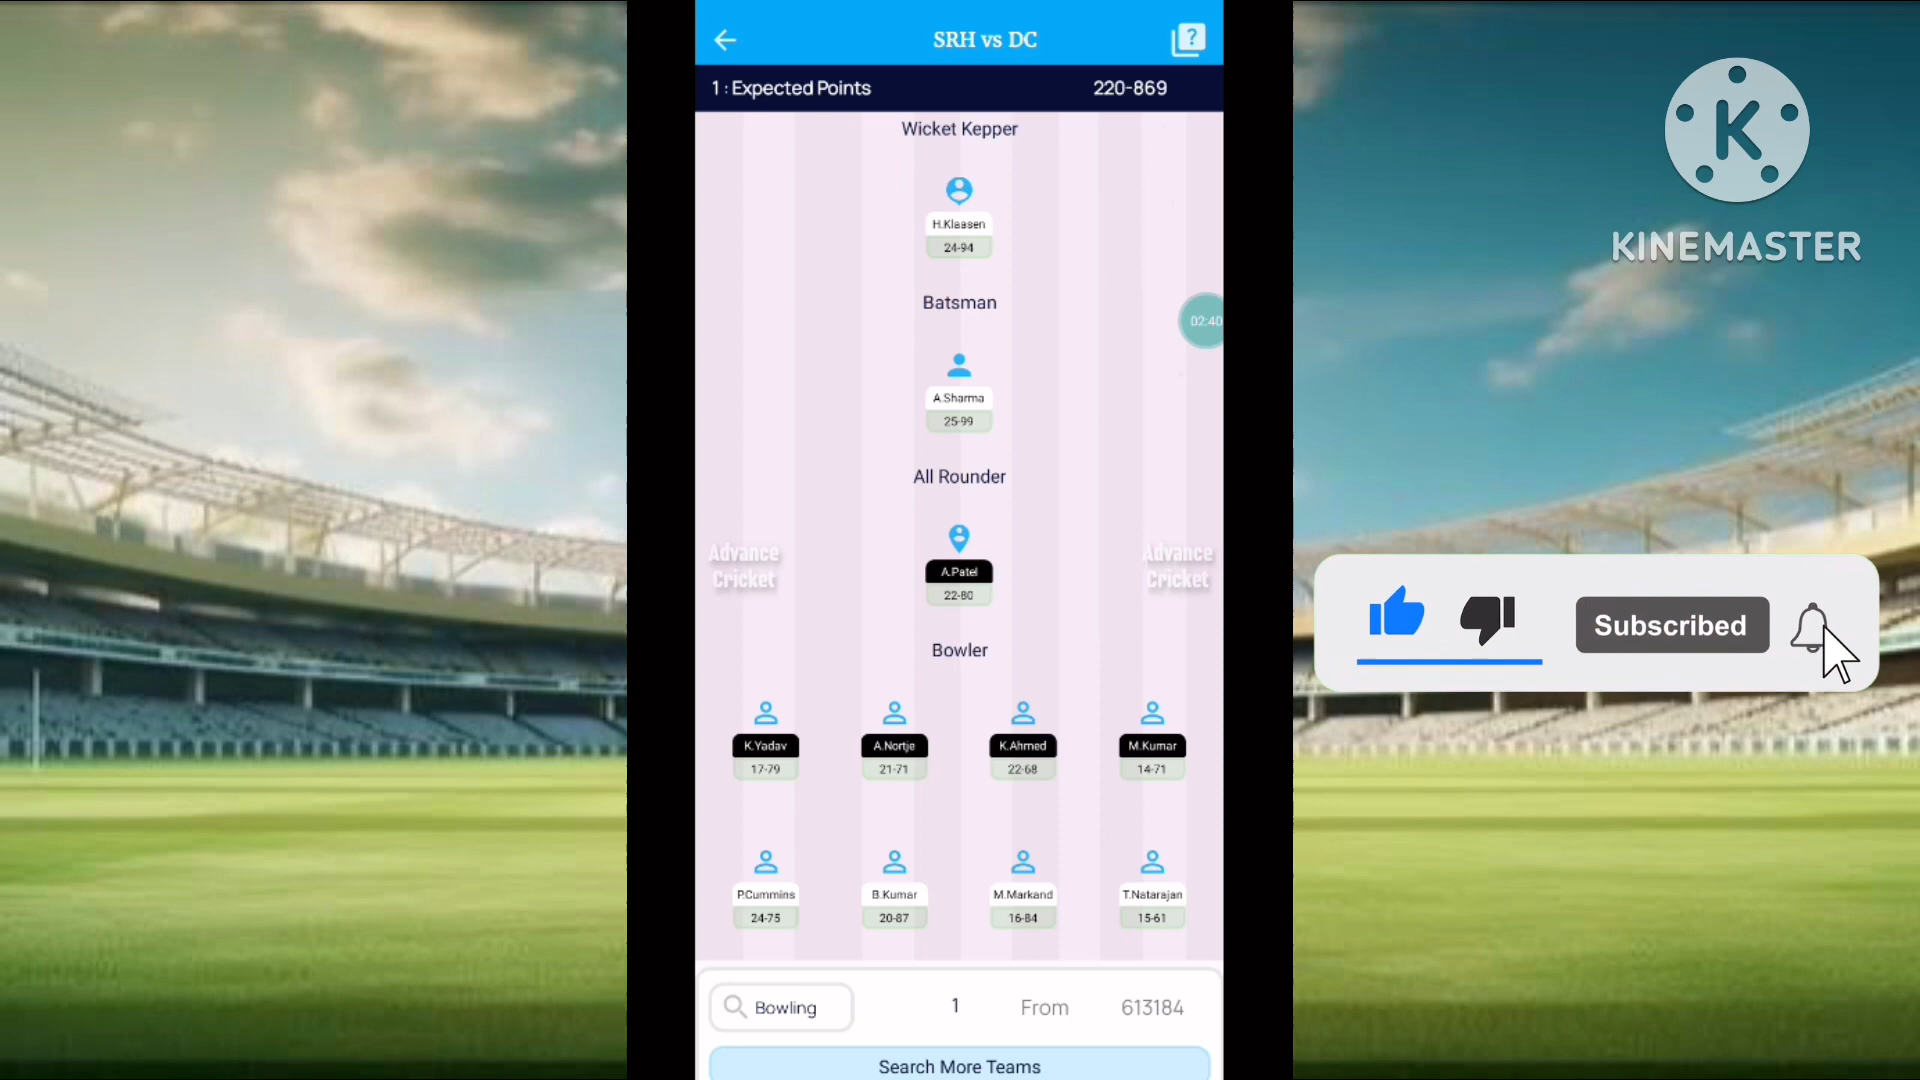 SRH vs DC
?
1 : Expected Points 220-869
Wicket Kepper
H.Klaasen
24-94
Batsman
02:40
A.Sharma
25-99
All Rounder
Advance
Cricket
Advance
Cricket
A.Patel
22-80
Bowler
K.Yadav A.Nortje K.Ahmed M.Kumar
17-79 21-71 22-68 14-71
P.Cummins B.Kumar M.Markand T.Natarajan
24-75 20-87 16-84 15-61
Bowling 1 From 613184
Search More Teams
K
KINEMASTER
Subscribed